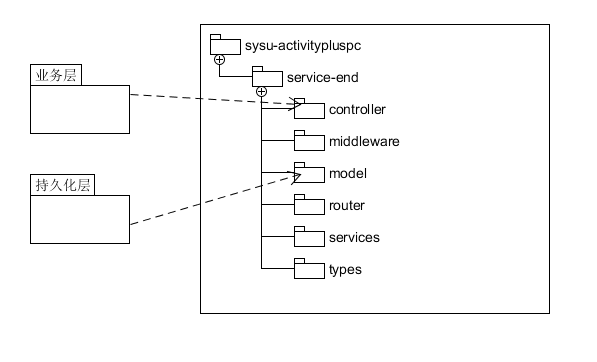 sysu-activitypluspc
service-end
业务层
controller
middleware
持久化层
model
router
services
types